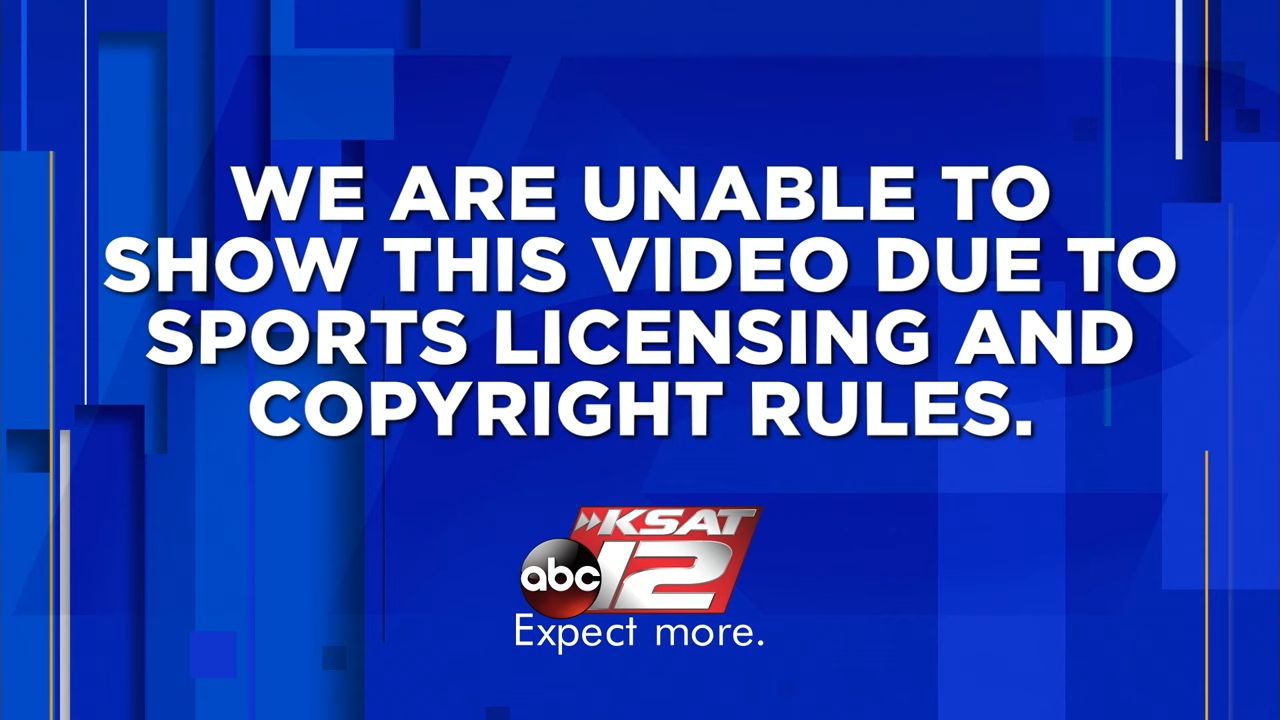 WE ARE UNABLE TO
SHOW THIS VIDEO DUE TO
SPORTS LICENSING AND
COPYRIGHT RULES.
KSAT
abc 12
Expect more.